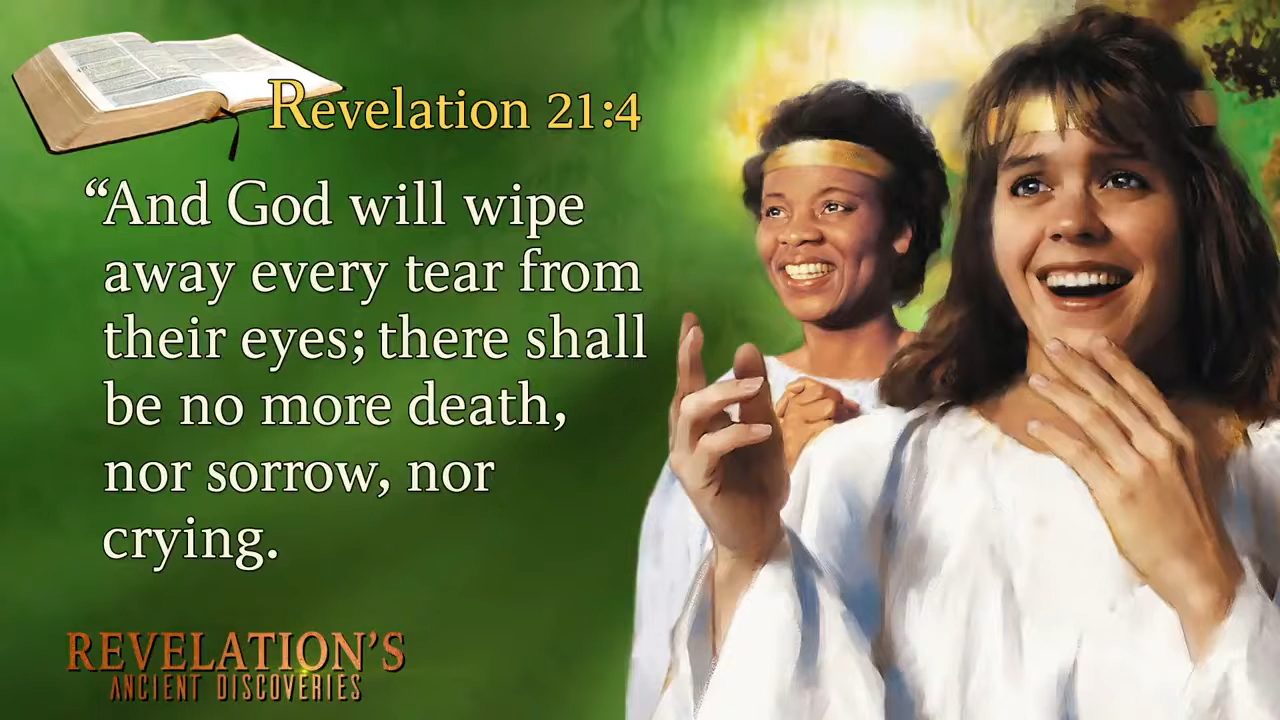 Revelation 21:4
“And God will wipe
away every tear from
their eyes; there shall
be no more death,
nor sorrow, nor
crying.
REVELATION’S
ANCIENT DISCOVERIES